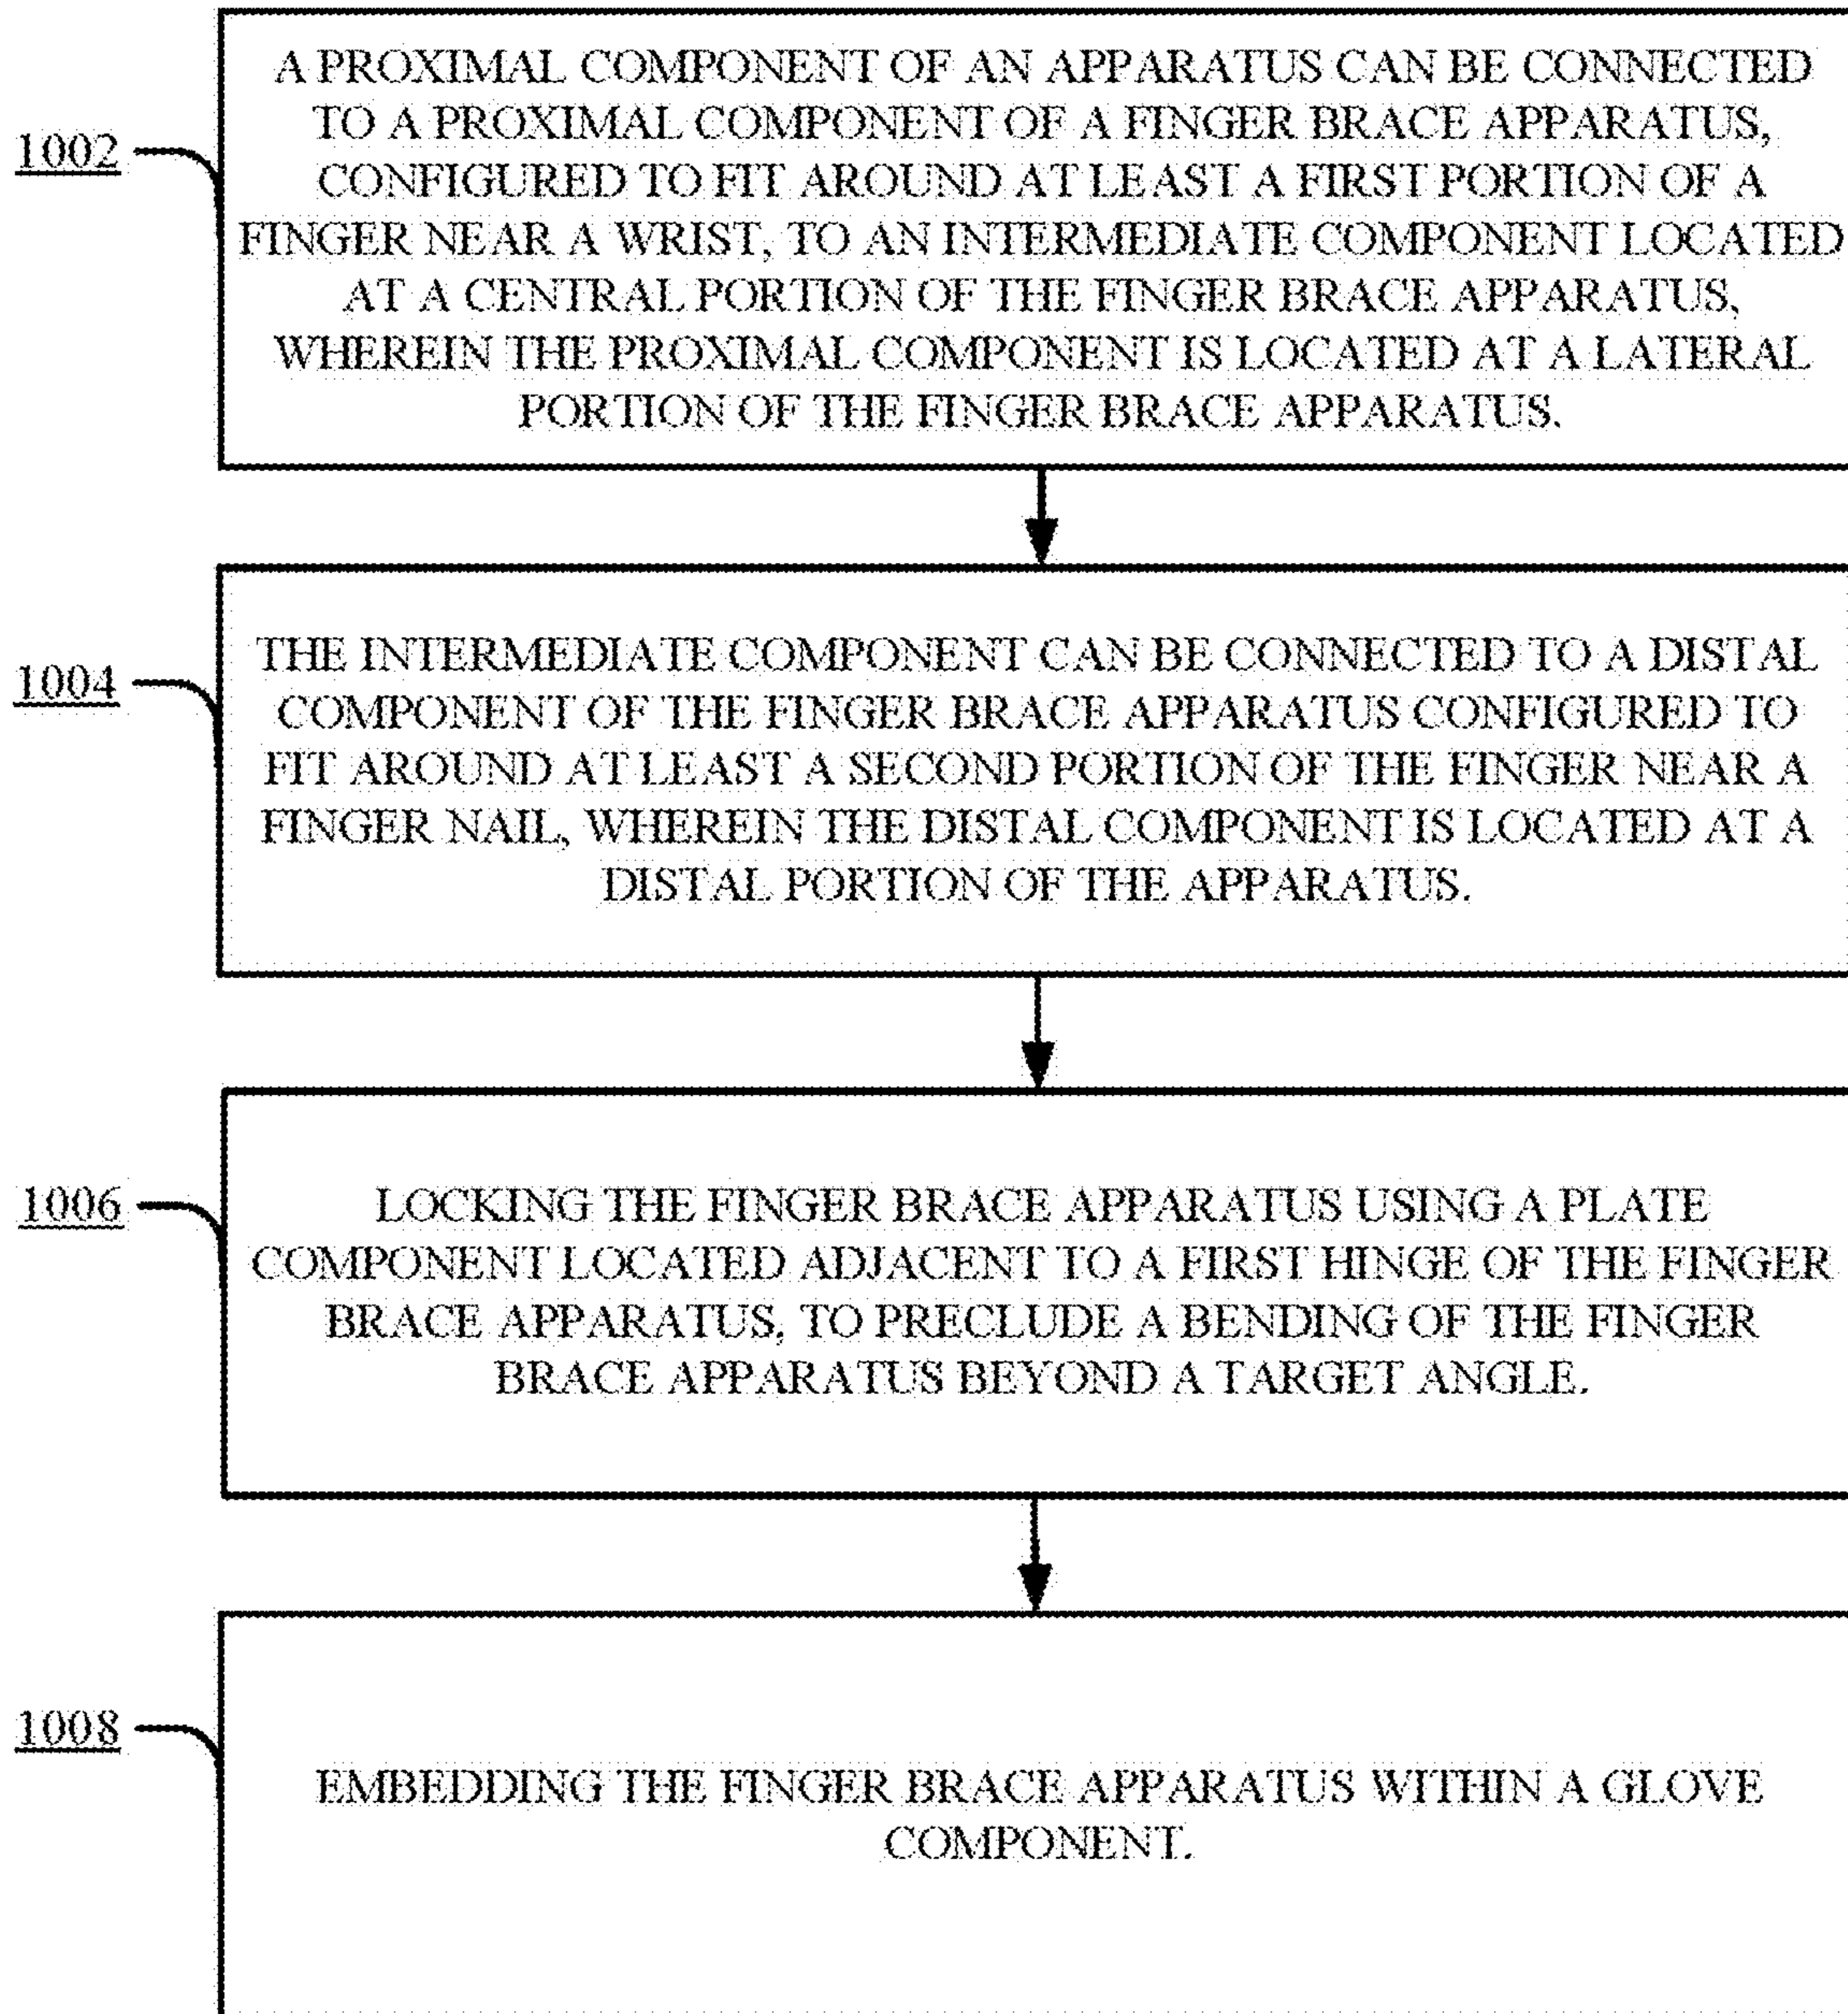 1002
A PROXIMAL COMPONENT OF AN APPARATUS CAN BE CONNECTED
TO A PROXIMAL COMPONENT OF A FINGER BRACE APPARATUS,
CONFIGURED TO FIT AROUND AT LEAST A FIRST PORTION OF A
FINGER NEAR A WRIST, TO AN INTERMEDIATE COMPONENT LOCATED
AT A CENTRAL PORTION OF THE FINGER BRACE APPARATUS,
WHEREIN THE PROXIMAL COMPONENT IS LOCATED AT A LATERAL
PORTION OF THE FINGER BRACE APPARATUS.
1004
THE INTERMEDIATE COMPONENT CAN BE CONNECTED TO A DISTAL
COMPONENT OF THE FINGER BRACE APPARATUS CONFIGURED TO
FIT AROUND AT LEAST A SECOND PORTION OF THE FINGER NEAR A
FINGER NAIL, WHEREIN THE DISTAL COMPONENT IS LOCATED AT A
DISTAL PORTION OF THE APPARATUS.
1006
LOCKING THE FINGER BRACE APPARATUS USING A PLATE
COMPONENT LOCATED ADJACENT TO A FIRST HINGE OF THE FINGER
BRACE APPARATUS, TO PRECLUDE A BENDING OF THE FINGER
BRACE APPARATUS BEYOND A TARGET ANGLE.
1008
EMBEDDING THE FINGER BRACE APPARATUS WITHIN A GLOVE
COMPONENT.